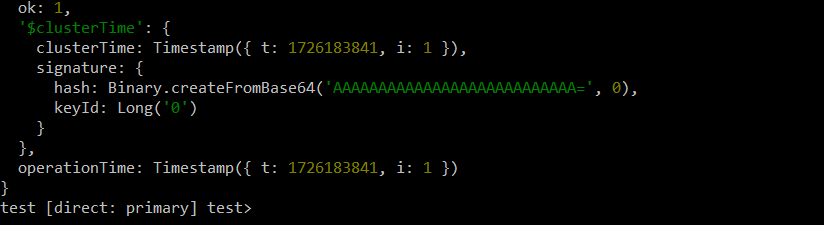 ok: 1,
'$clusterTime': {
clusterTime: Timestamp({ t: 1726183841, i: 1 }),
signature: {
hash: Binary.createFromBase64('AAAAAAAAAAAAAAAAAAAAAAAAAAA=', 0),
keyId: Long('0')
}
},
operationTime: Timestamp({ t: 1726183841, i: 1 })
}
test [direct: primary] test>